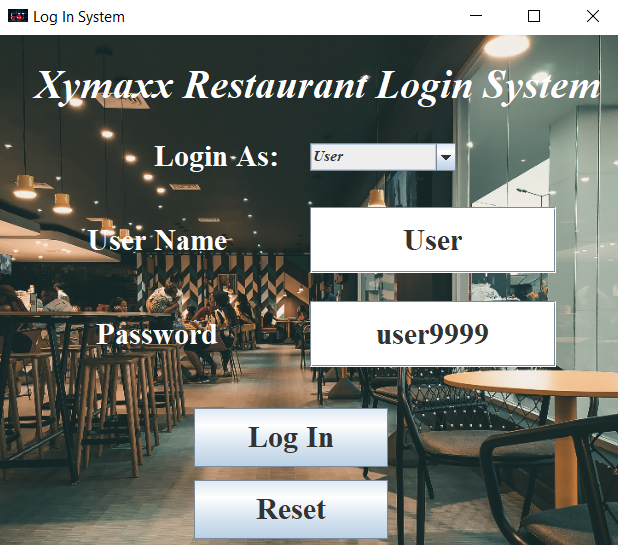 Log In System
Xymaxx Restaurant Login System
Login As: User
User Name User
Password user9999
Log In
Reset